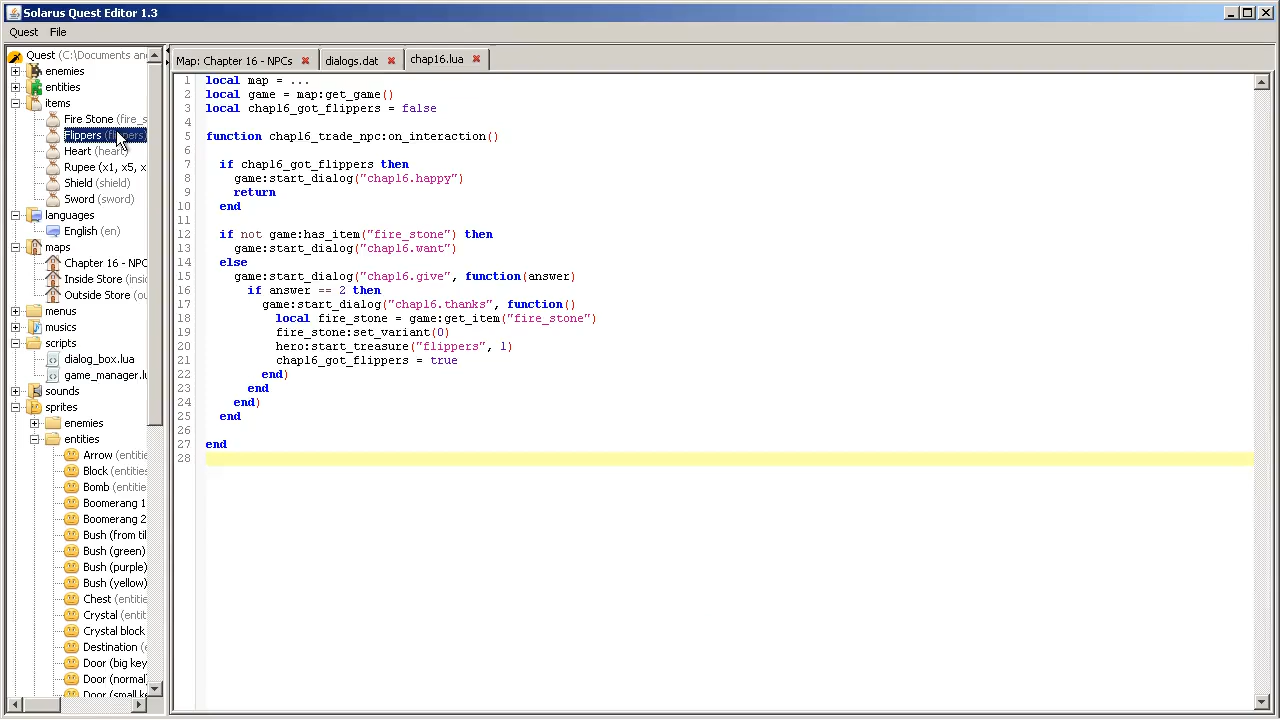 Solarus Quest Editor 1.3
Quest File
Quest (C:\Documents and
enemies
entities
items
Fire Stone (fire_s
Flippers (flippers)
Heart (heart)
Rupee (x1, x5, x
Shield (shield)
Sword (sword)
languages
English (en)
maps
Chapter 16 - NPC
Inside Store (insi
Outside Store (ou
menus
musics
scripts
dialog_box.lua
game_manager.lu
sounds
sprites
enemies
entities
Arrow (entitie
Block (entities
Bomb (entities
Boomerang 1
Boomerang 2
Bush (from til
Bush (green)
Bush (purple)
Bush (yellow)
Chest (entitie
Crystal (entit
Crystal block
Destination (e
Door (big key
Door (normal
Door (small k
Map: Chapter 16 - NPCs dialogs.dat chap16.lua
1 local map = ...
2 local game = map:get_game()
3 local chap16_got_flippers = false
4
5 function chap16_trade_npc:on_interaction()
6
7 if chap16_got_flippers then
8 game:start_dialog("chap16.happy")
9 return
10 end
11
12 if not game:has_item("fire_stone") then
13 game:start_dialog("chap16.want")
14 else
15 game:start_dialog("chap16.give", function(answer)
16 if answer == 2 then
17 game:start_dialog("chap16.thanks", function()
18 local fire_stone = game:get_item("fire_stone")
19 fire_stone:set_variant(0)
20 hero:start_treasure("flippers", 1)
21 chap16_got_flippers = true
22 end)
23 end
24 end)
25 end
26
27 end
28